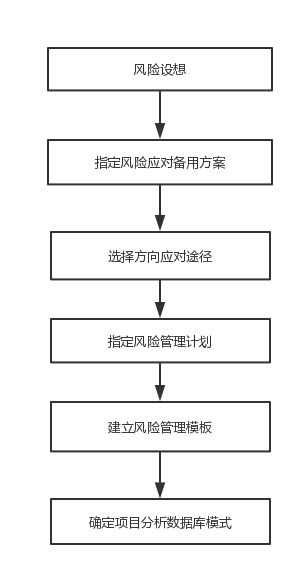 风险设想
指定风险应对备用方案
选择方向应对途径
指定风险管理计划
建立风险管理模板
确定项目分析数据库模式